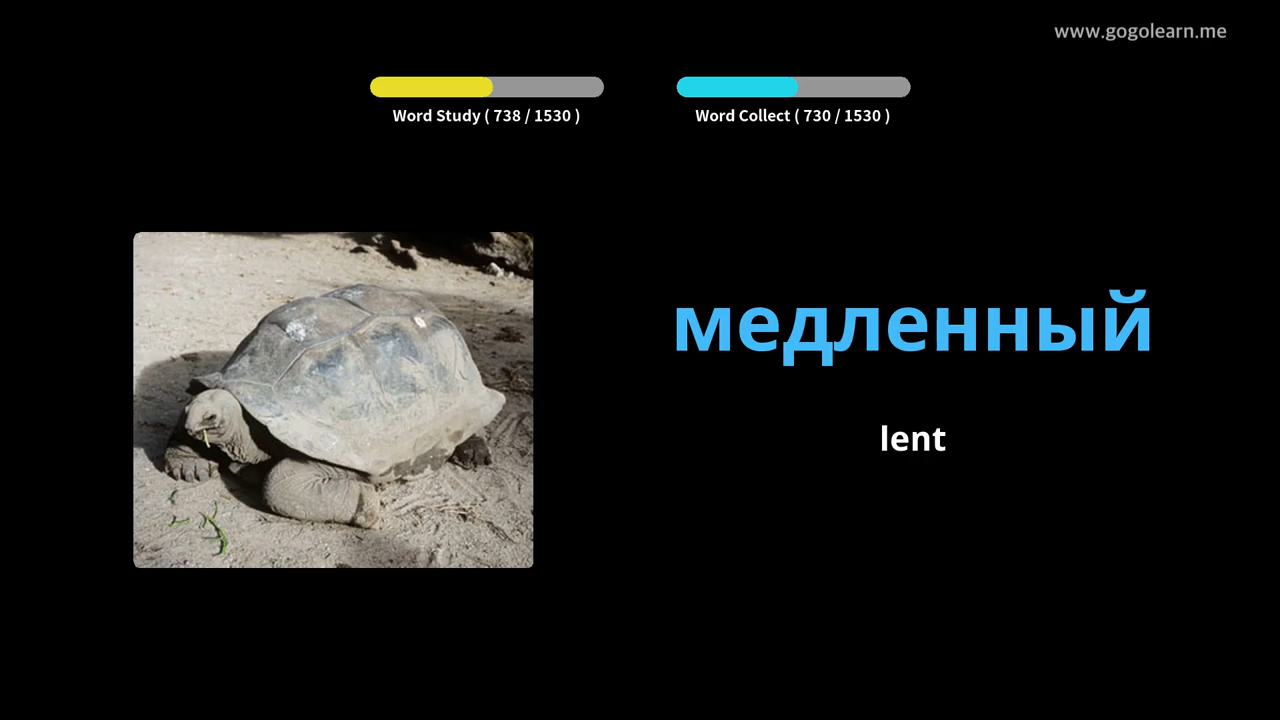 www.gogolearn.me
Word Study ( 738 / 1530 )
Word Collect ( 730 / 1530 )
медленный
lent